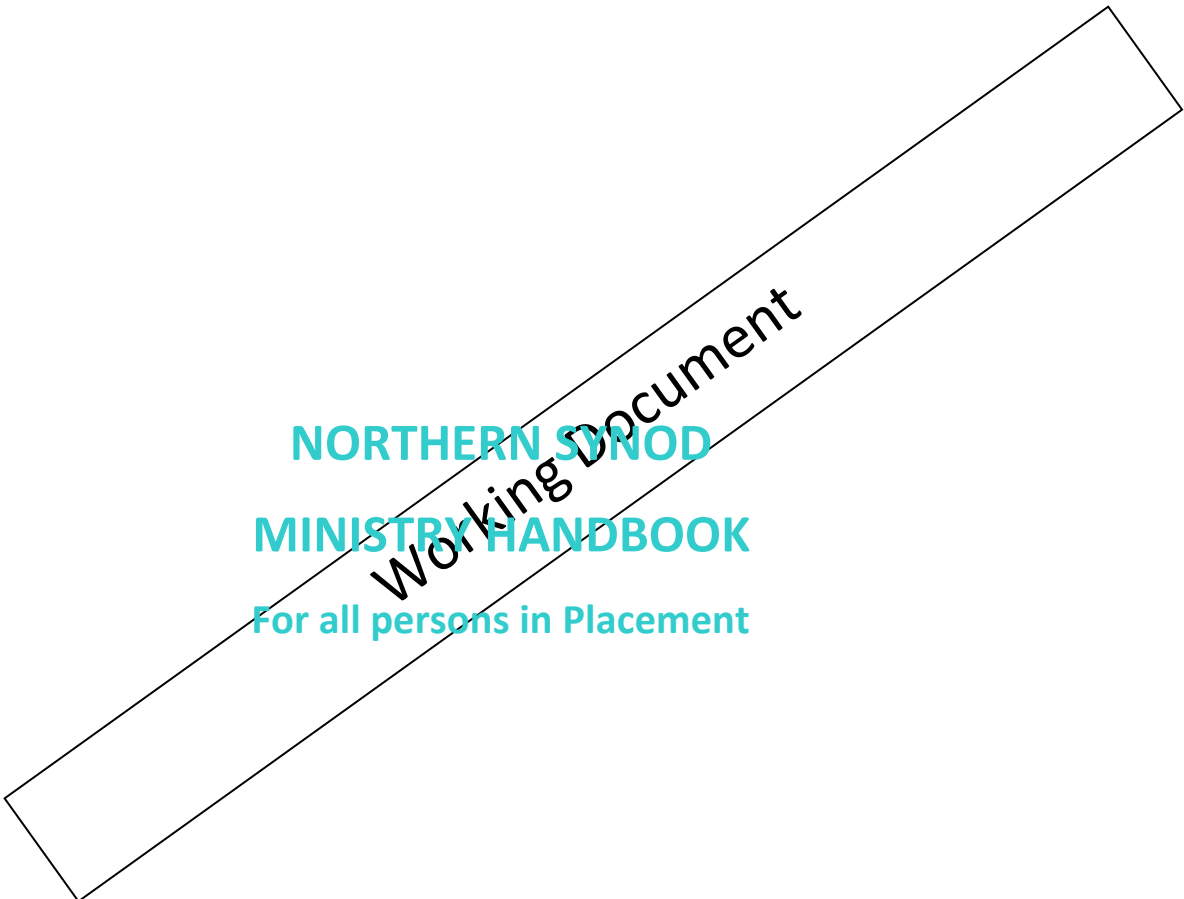 NORTHERN SYNOD
MINISTRY HANDBOOK
For all persons in Placement
Working Document